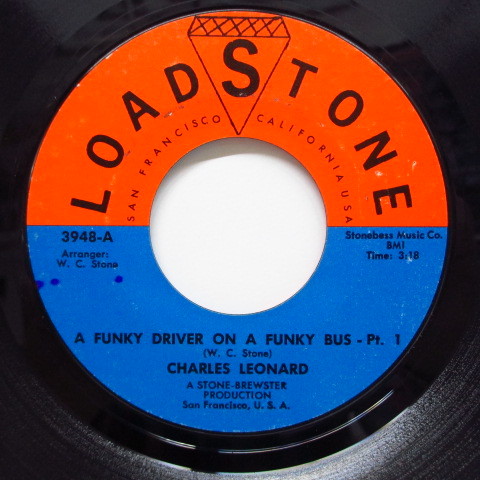 LOADSTONE
SAN FRANCISCO CALIFORNIA USA
3948-A
Arranger:
W. C. Stone
Stonebess Music Co.
BMI
Time: 3:18
A FUNKY DRIVER ON A FUNKY BUS - Pt. 1
(W. C. Stone)
CHARLES LEONARD
A STONE-BREWSTER
PRODUCTION
San Francisco, U. S. A.